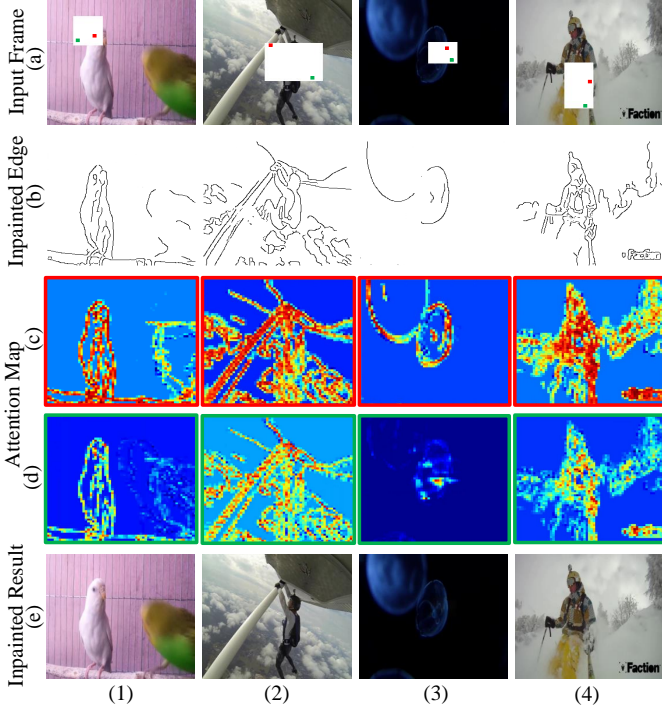 Input Frame
(a)
Faction
Inpainted Edge
(b)
Attention Map
(c)
(d)
Inpainted Result
(e)
Faction
(1)
(2)
(3)
(4)